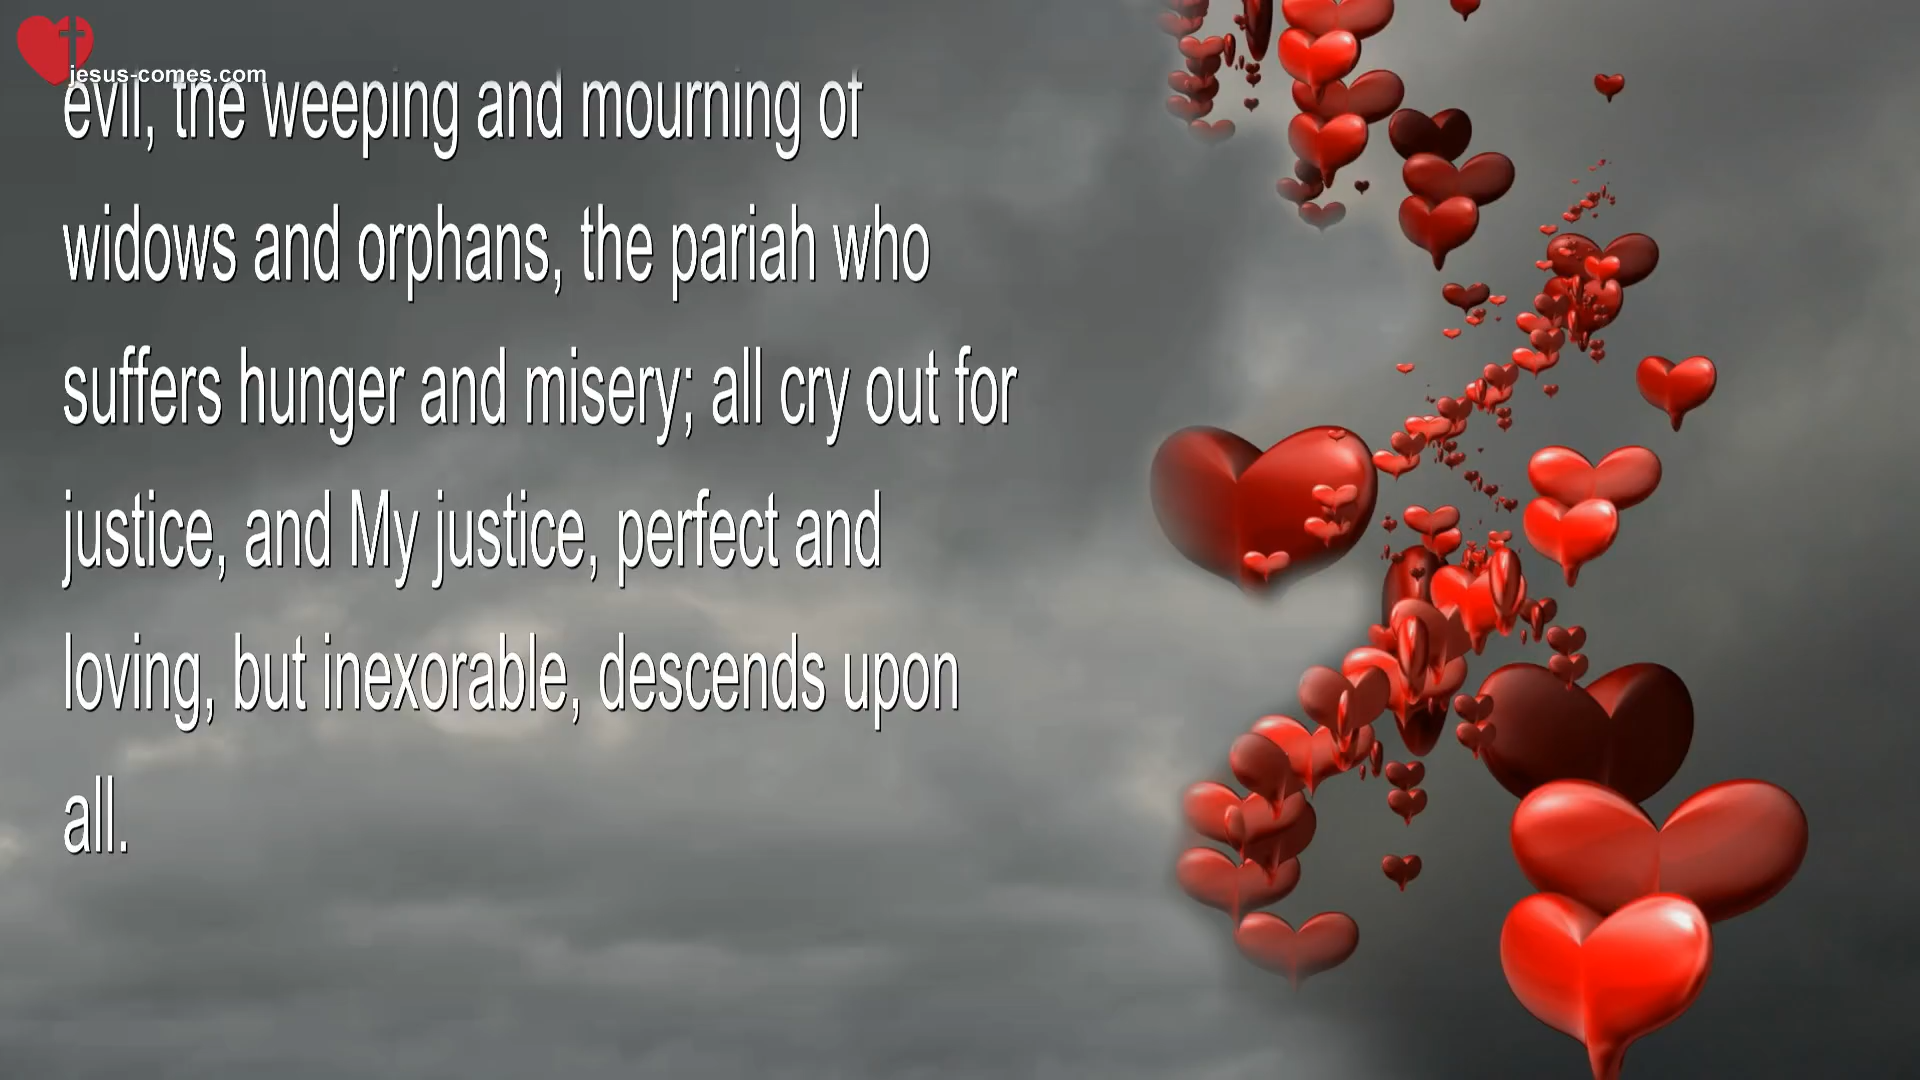 jesus-comes.com
evil, the weeping and mourning of
widows and orphans, the pariah who
suffers hunger and misery; all cry out for
justice, and My justice, perfect and
loving, but inexorable, descends upon
all.